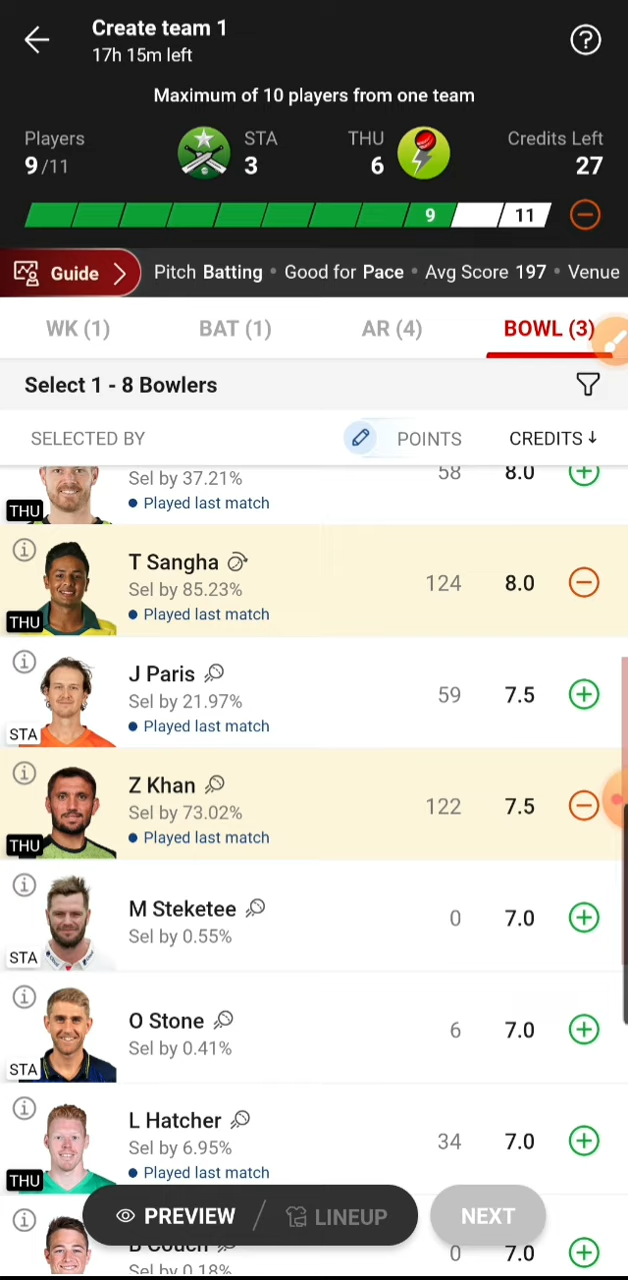 Create team 1
17h 15m left
Maximum of 10 players from one team
Players STA THU Credits Left
9/11 3 6 27
9 11
Guide Pitch Batting • Good for Pace • Avg Score 197 • Venue
WK (1) BAT (1) AR (4) BOWL (3)
Select 1 - 8 Bowlers
SELECTED BY POINTS CREDITS
Sel by 37.21% 58 8.0
THU Played last match
T Sangha
Sel by 85.23% 124 8.0
THU Played last match
J Paris
Sel by 21.97% 59 7.5
STA Played last match
Z Khan
Sel by 73.02% 122 7.5
THU Played last match
M Steketee
Sel by 0.55% 0 7.0
STA
O Stone
Sel by 0.41% 6 7.0
STA
L Hatcher
Sel by 6.95% 34 7.0
THU Played last match
PREVIEW / LINEUP NEXT
B Couch 0 7.0
Sel by 0.18%